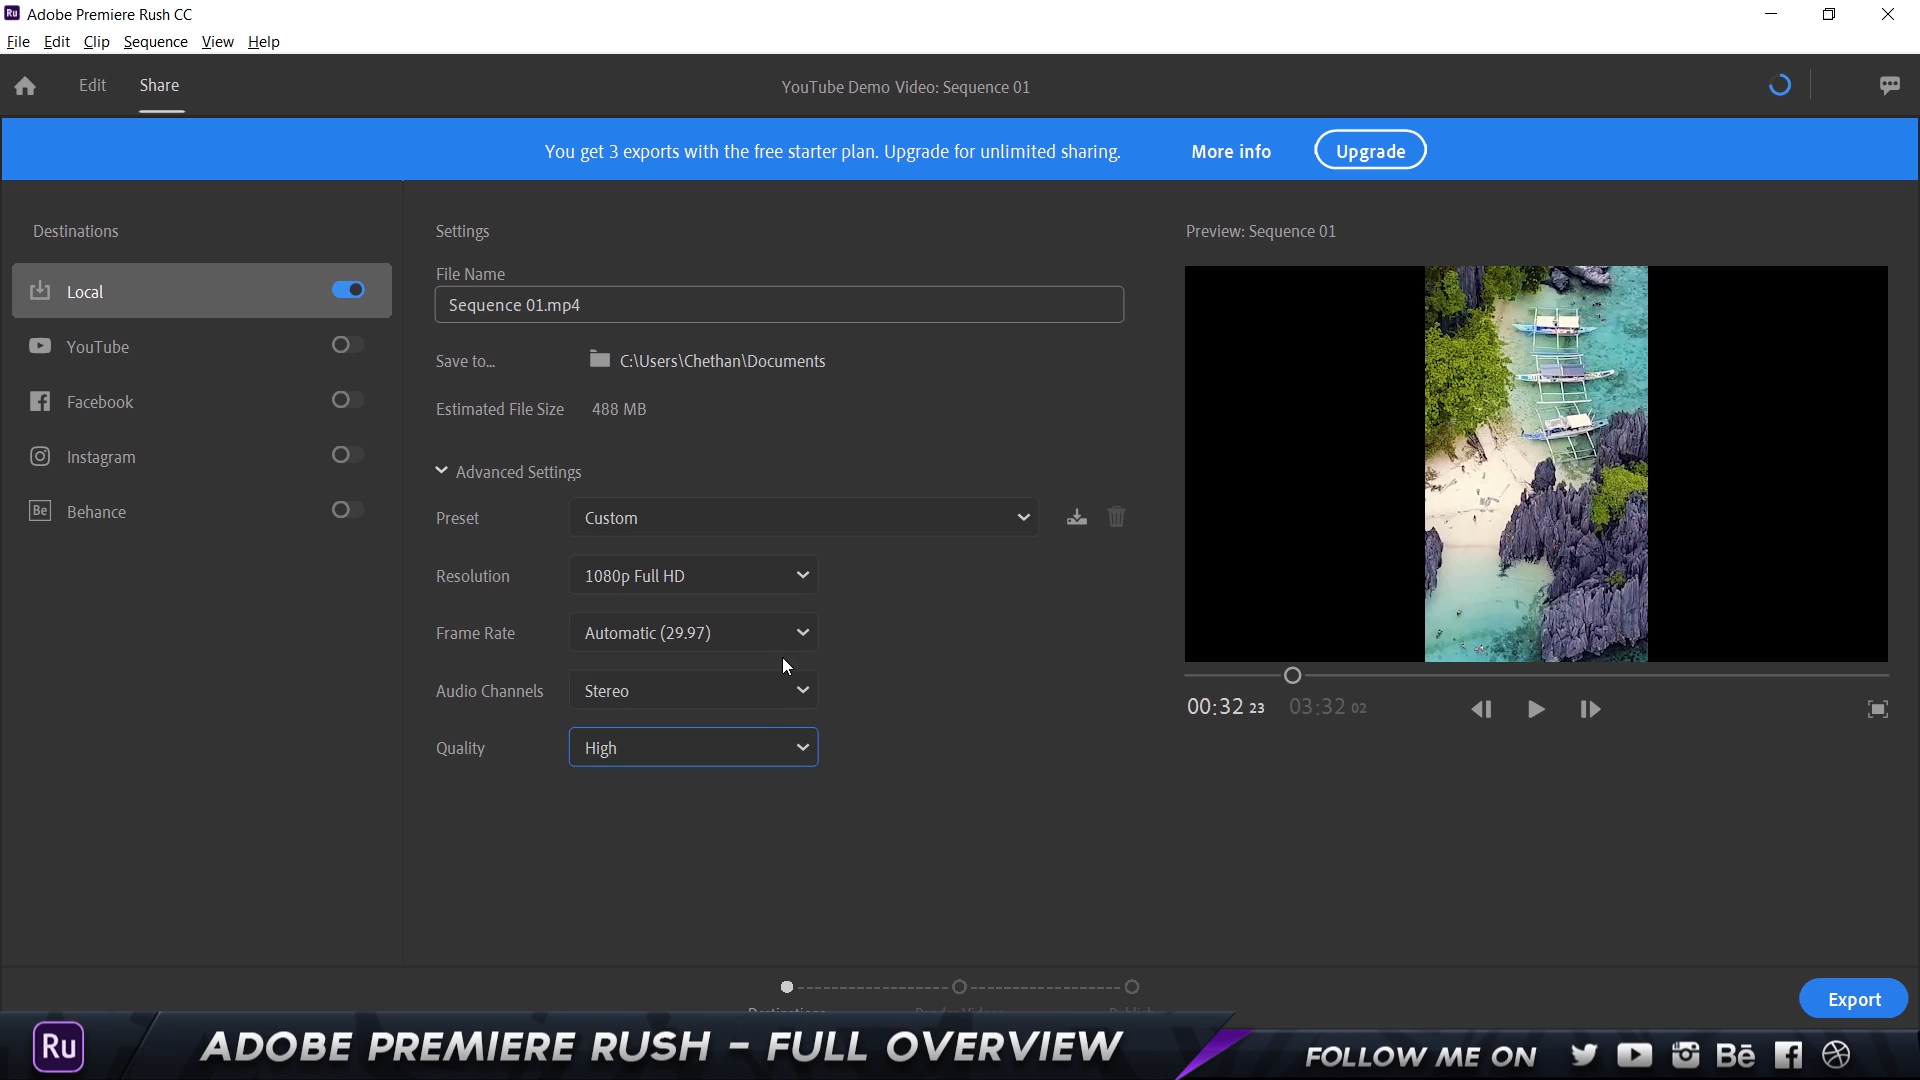 Ru Adobe Premiere Rush CC
File Edit Clip Sequence View Help
Edit Share
YouTube Demo Video: Sequence 01
You get 3 exports with the free starter plan. Upgrade for unlimited sharing.
More info
Upgrade
Destinations
Local
YouTube
Facebook
Instagram
Be Behance
Settings
File Name
Sequence 01.mp4
Save to... C:\Users\Chethan\Documents
Estimated File Size 488 MB
Advanced Settings
Preset Custom
Resolution 1080p Full HD
Frame Rate Automatic (29.97)
Audio Channels Stereo
Quality High
Preview: Sequence 01
00:32 23 03:32 02
Export
Ru ADOBE PREMIERE RUSH - FULL OVERVIEW
FOLLOW ME ON Bē